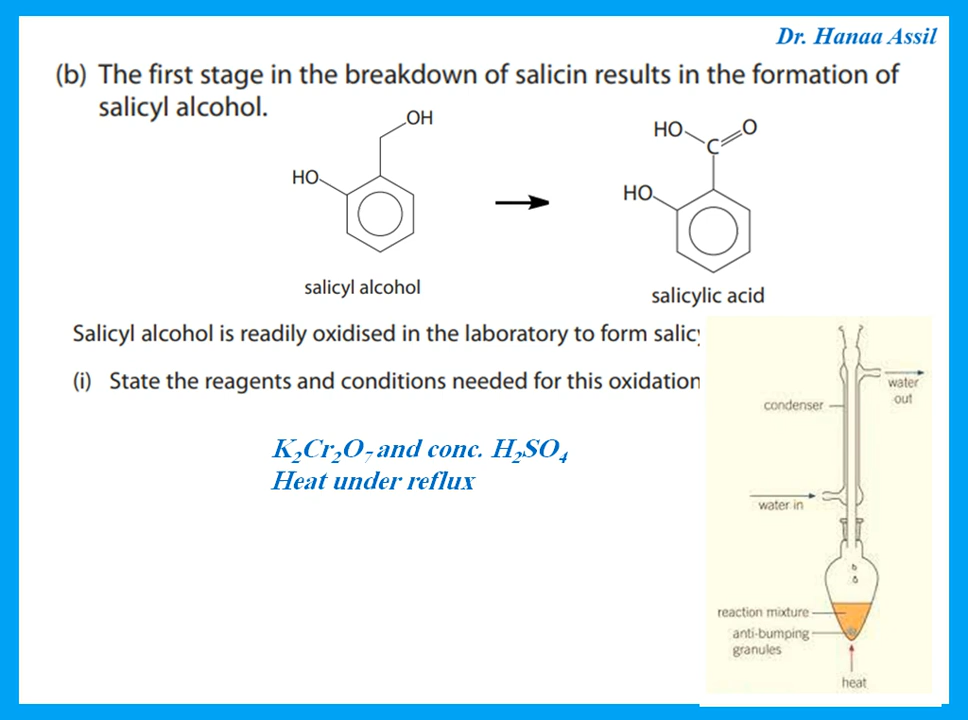 Dr. Hanaa Assil
(b) The first stage in the breakdown of salicin results in the formation of
salicyl alcohol.
OH
HO
HO
O
C
HO
salicyl alcohol
salicylic acid
Salicyl alcohol is readily oxidised in the laboratory to form
(i) State the reagents and conditions needed for this oxidation
K₂Cr₂O₇ and conc. H₂SO₄
Heat under reflux
water
out
condenser
water in
reaction mixture
anti-bumping
granules
heat